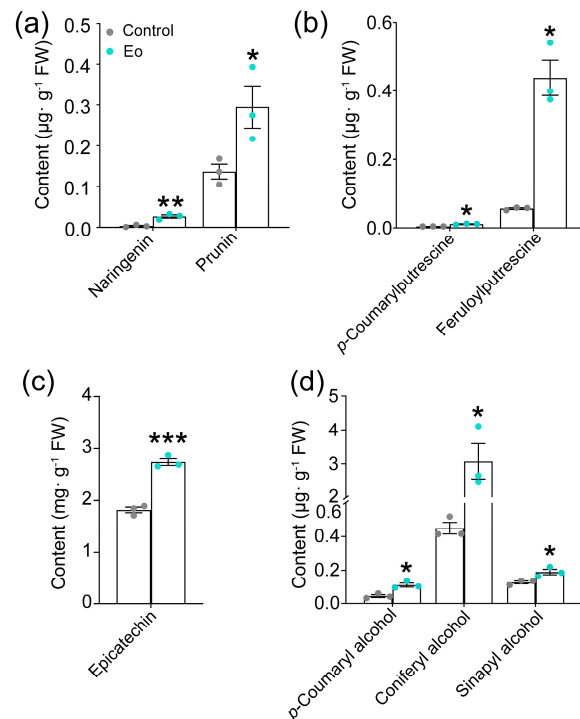 (a)
Control
Eo
Content (µg· g⁻¹ FW)
0.5
0.4
0.3
0.2
0.1
0.0
**
*
Naringenin
Prunin
(b)
Content (µg· g⁻¹ FW)
0.6
0.4
0.2
0.0
*
*
p-Coumarylputrescine
Feruloylputrescine
(c)
Content (mg· g⁻¹ FW)
4
3
2
1
0
***
Epicatechin
(d)
Content (µg· g⁻¹ FW)
5
3
1
0.6
0.4
0.2
0.0
*
*
*
p-Coumaryl alcohol
Coniferyl alcohol
Sinapyl alcohol